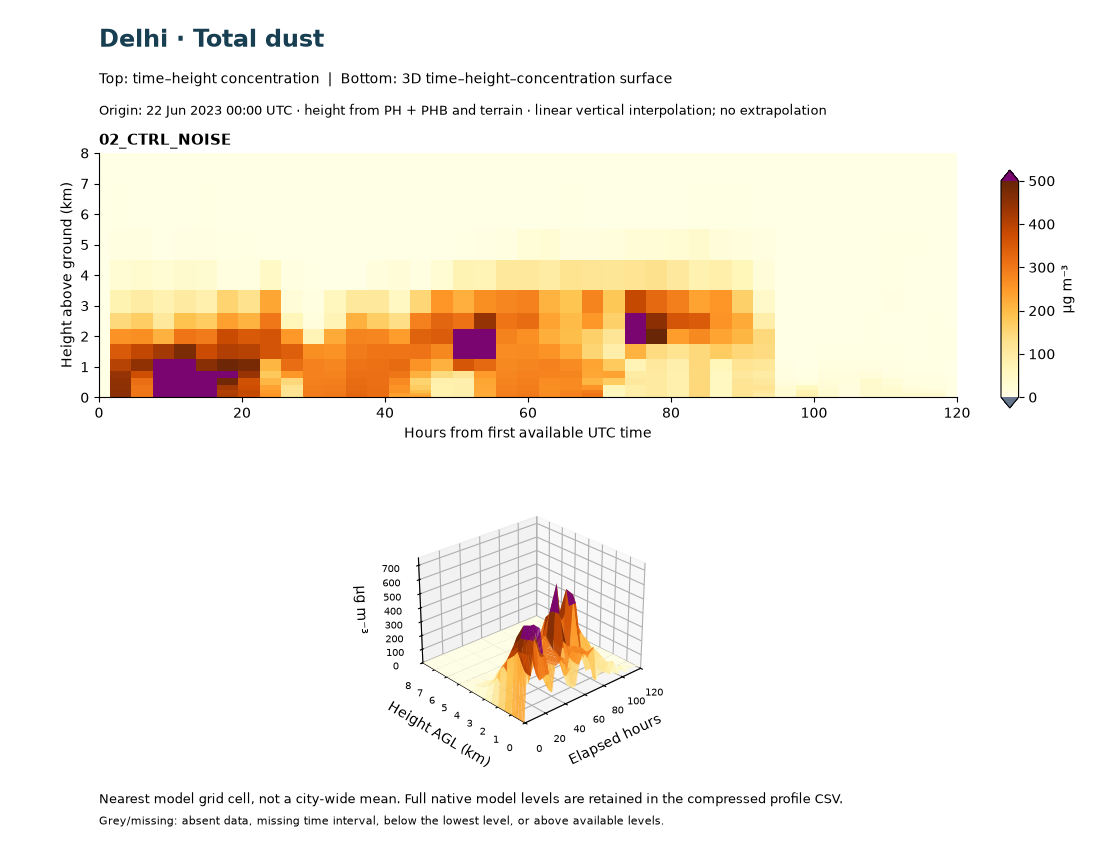 Delhi · Total dust
Top: time–height concentration | Bottom: 3D time–height–concentration surface
Origin: 22 Jun 2023 00:00 UTC · height from PH + PHB and terrain · linear vertical interpolation; no extrapolation
02_CTRL_NOISE
8
7
6
5
4
3
2
1
0
Height above ground (km)
0 20 40 60 80 100 120
Hours from first available UTC time
500
400
300
200
100
0
µg m⁻³
700
600
500
400
300
200
100
0
µg m⁻³
8 7 6 5 4 3 2 1 0
Height AGL (km)
0 20 40 60 80 100 120
Elapsed hours
Nearest model grid cell, not a city-wide mean. Full native model levels are retained in the compressed profile CSV.
Grey/missing: absent data, missing time interval, below the lowest level, or above available levels.